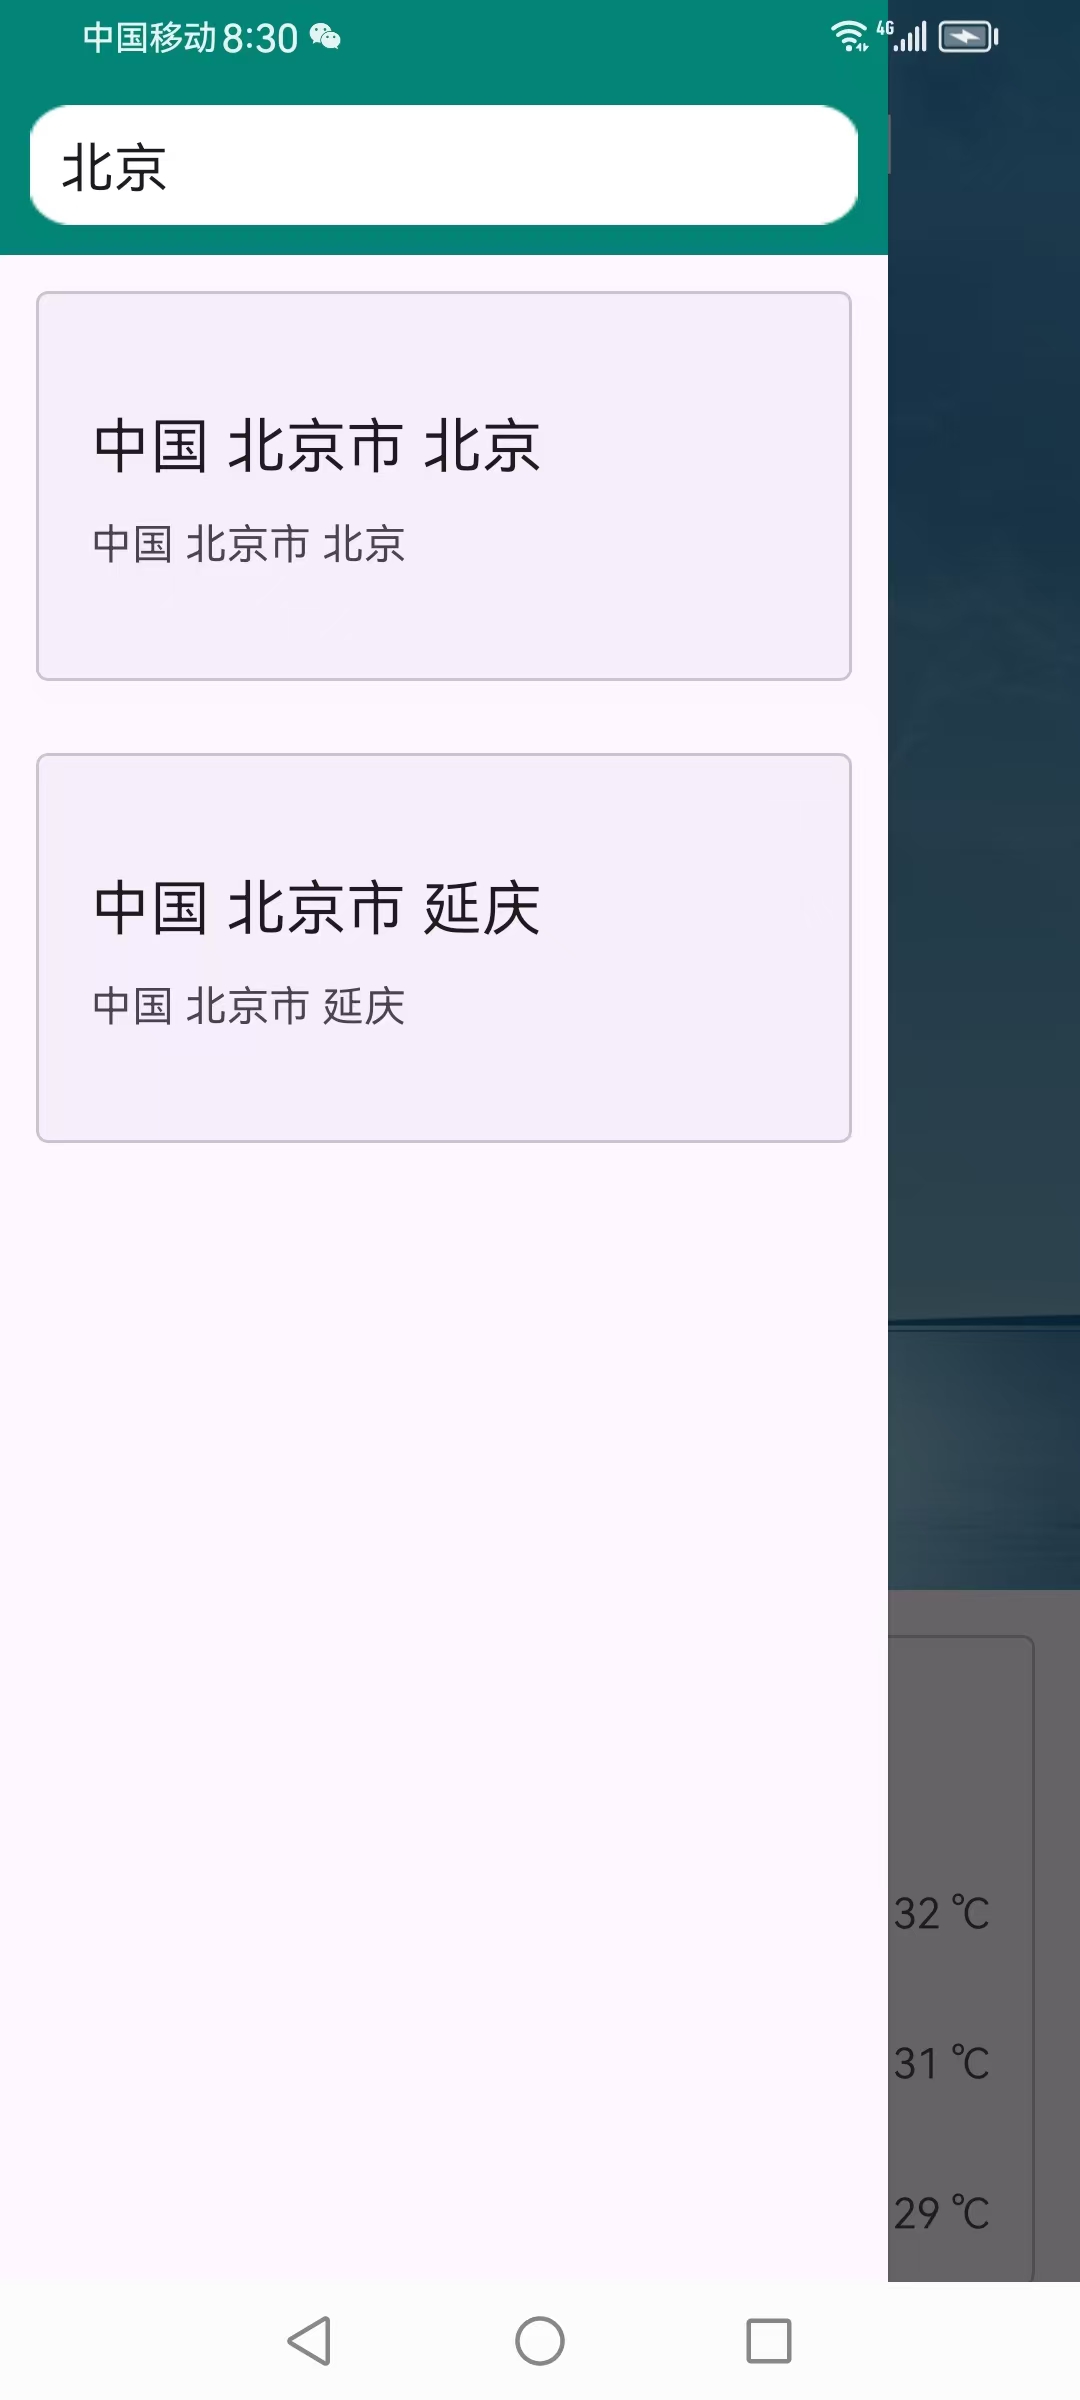 中国移动 8:30 4G
北京
中国 北京市 北京
中国 北京市 北京
中国 北京市 延庆
中国 北京市 延庆
32 ℃
31 ℃
29 ℃